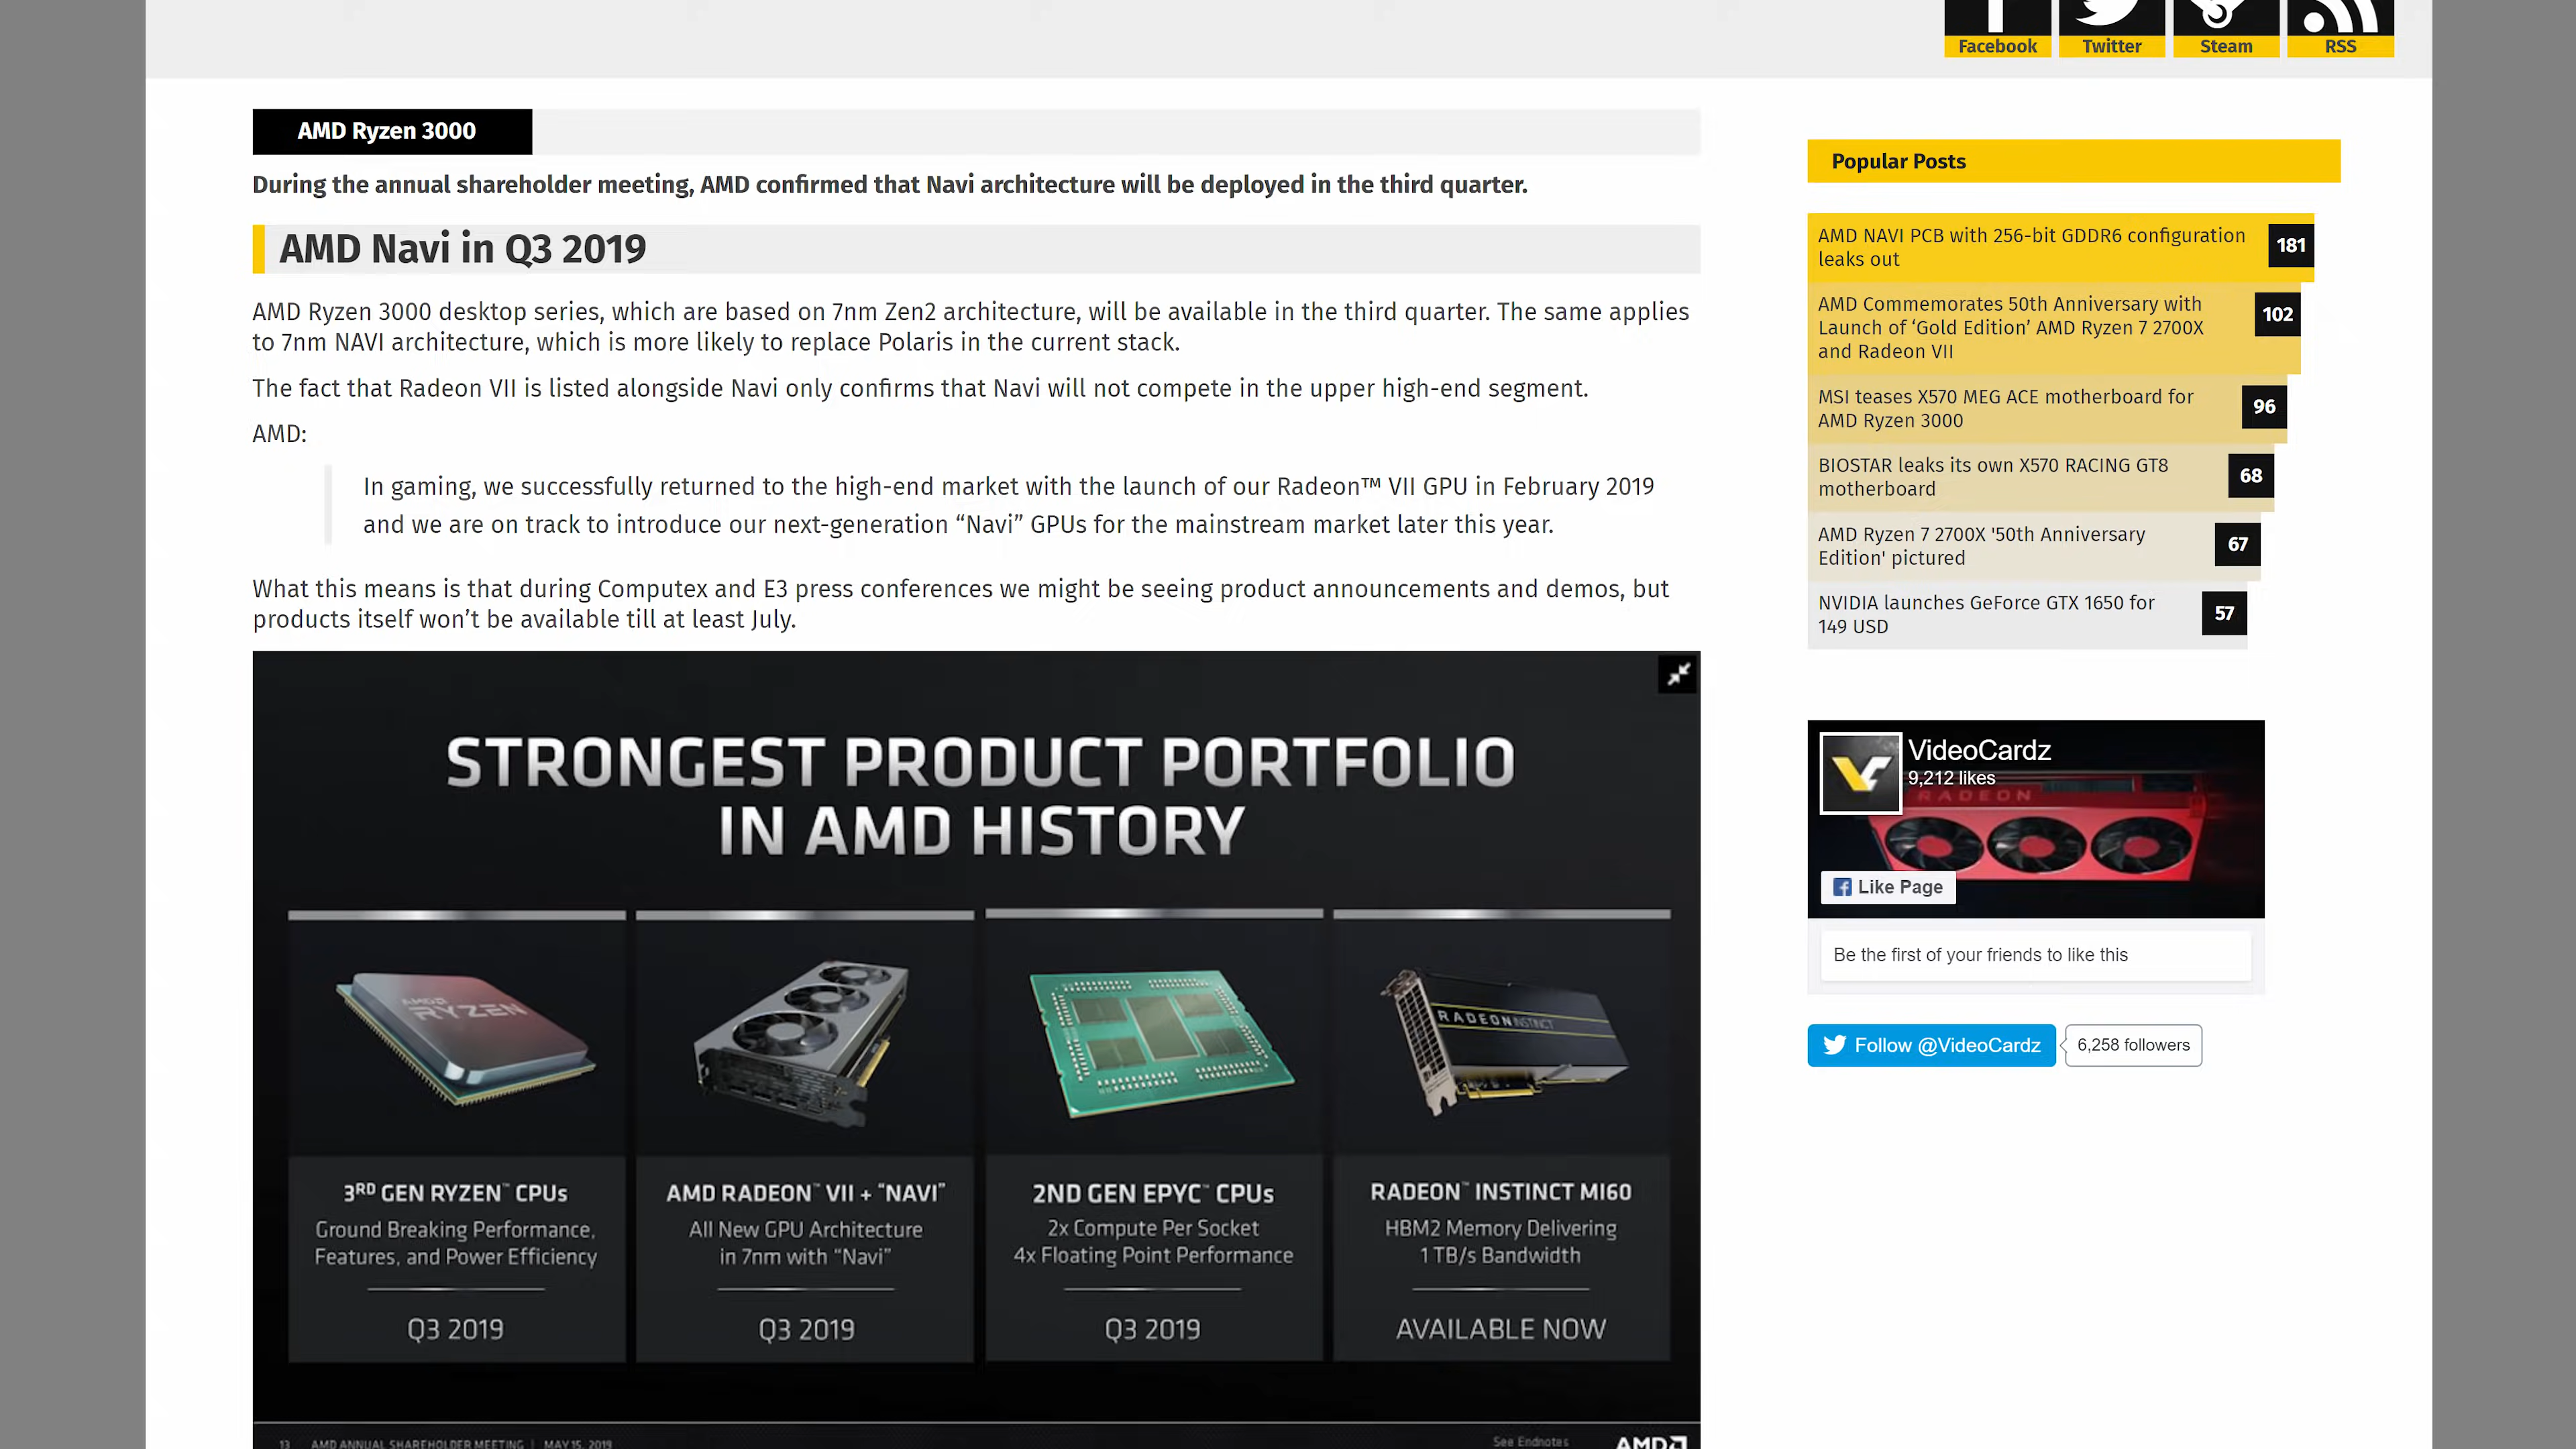 Facebook
Twitter
Steam
RSS
AMD Ryzen 3000
During the annual shareholder meeting, AMD confirmed that Navi architecture will be deployed in the third quarter.
AMD Navi in Q3 2019
AMD Ryzen 3000 desktop series, which are based on 7nm Zen2 architecture, will be available in the third quarter. The same applies
to 7nm NAVI architecture, which is more likely to replace Polaris in the current stack.
The fact that Radeon VII is listed alongside Navi only confirms that Navi will not compete in the upper high-end segment.
AMD:
In gaming, we successfully returned to the high-end market with the launch of our Radeon™ VII GPU in February 2019
and we are on track to introduce our next-generation “Navi” GPUs for the mainstream market later this year.
What this means is that during Computex and E3 press conferences we might be seeing product announcements and demos, but
products itself won’t be available till at least July.
STRONGEST PRODUCT PORTFOLIO
IN AMD HISTORY
AMD
RYZEN
RADEON INSTINCT
3RD GEN RYZEN™ CPUs
Ground Breaking Performance,
Features, and Power Efficiency
Q3 2019
AMD RADEON™ VII + “NAVI”
All New GPU Architecture
in 7nm with “Navi”
Q3 2019
2ND GEN EPYC™ CPUs
2x Compute Per Socket
4x Floating Point Performance
Q3 2019
RADEON™ INSTINCT MI60
HBM2 Memory Delivering
1 TB/s Bandwidth
AVAILABLE NOW
13 AMD ANNUAL SHAREHOLDER MEETING | MAY 15, 2019
See Endnotes
AMD
Popular Posts
AMD NAVI PCB with 256-bit GDDR6 configuration
leaks out
181
AMD Commemorates 50th Anniversary with
Launch of ‘Gold Edition’ AMD Ryzen 7 2700X
and Radeon VII
102
MSI teases X570 MEG ACE motherboard for
AMD Ryzen 3000
96
BIOSTAR leaks its own X570 RACING GT8
motherboard
68
AMD Ryzen 7 2700X '50th Anniversary
Edition' pictured
67
NVIDIA launches GeForce GTX 1650 for
149 USD
57
VideoCardz
9,212 likes
RADEON
Like Page
Be the first of your friends to like this
Follow @VideoCardz
6,258 followers